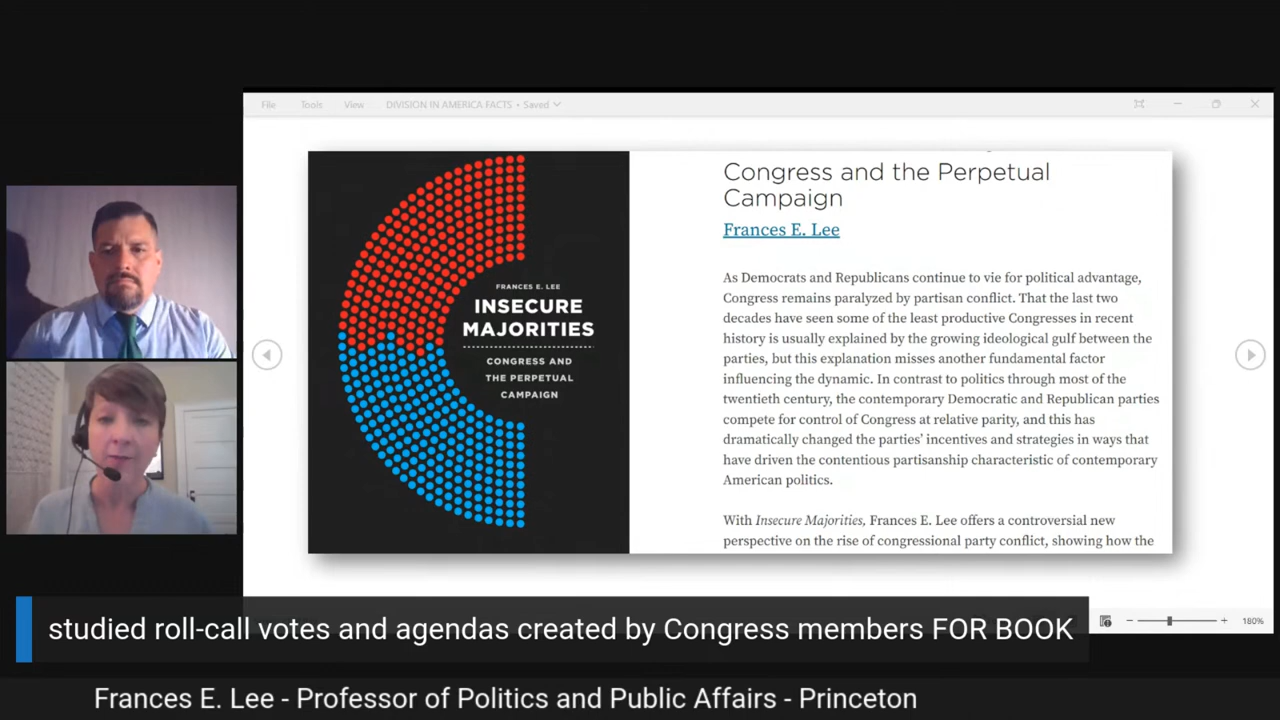 File Tools View DIVISION IN AMERICA FACTS • Saved
FRANCES E. LEE
INSECURE
MAJORITIES
CONGRESS AND
THE PERPETUAL
CAMPAIGN
Congress and the Perpetual
Campaign
Frances E. Lee
As Democrats and Republicans continue to vie for political advantage,
Congress remains paralyzed by partisan conflict. That the last two
decades have seen some of the least productive Congresses in recent
history is usually explained by the growing ideological gulf between the
parties, but this explanation misses another fundamental factor
influencing the dynamic. In contrast to politics through most of the
twentieth century, the contemporary Democratic and Republican parties
compete for control of Congress at relative parity, and this has
dramatically changed the parties’ incentives and strategies in ways that
have driven the contentious partisanship characteristic of contemporary
American politics.
With Insecure Majorities, Frances E. Lee offers a controversial new
perspective on the rise of congressional party conflict, showing how the
180%
studied roll-call votes and agendas created by Congress members FOR BOOK
Frances E. Lee - Professor of Politics and Public Affairs - Princeton